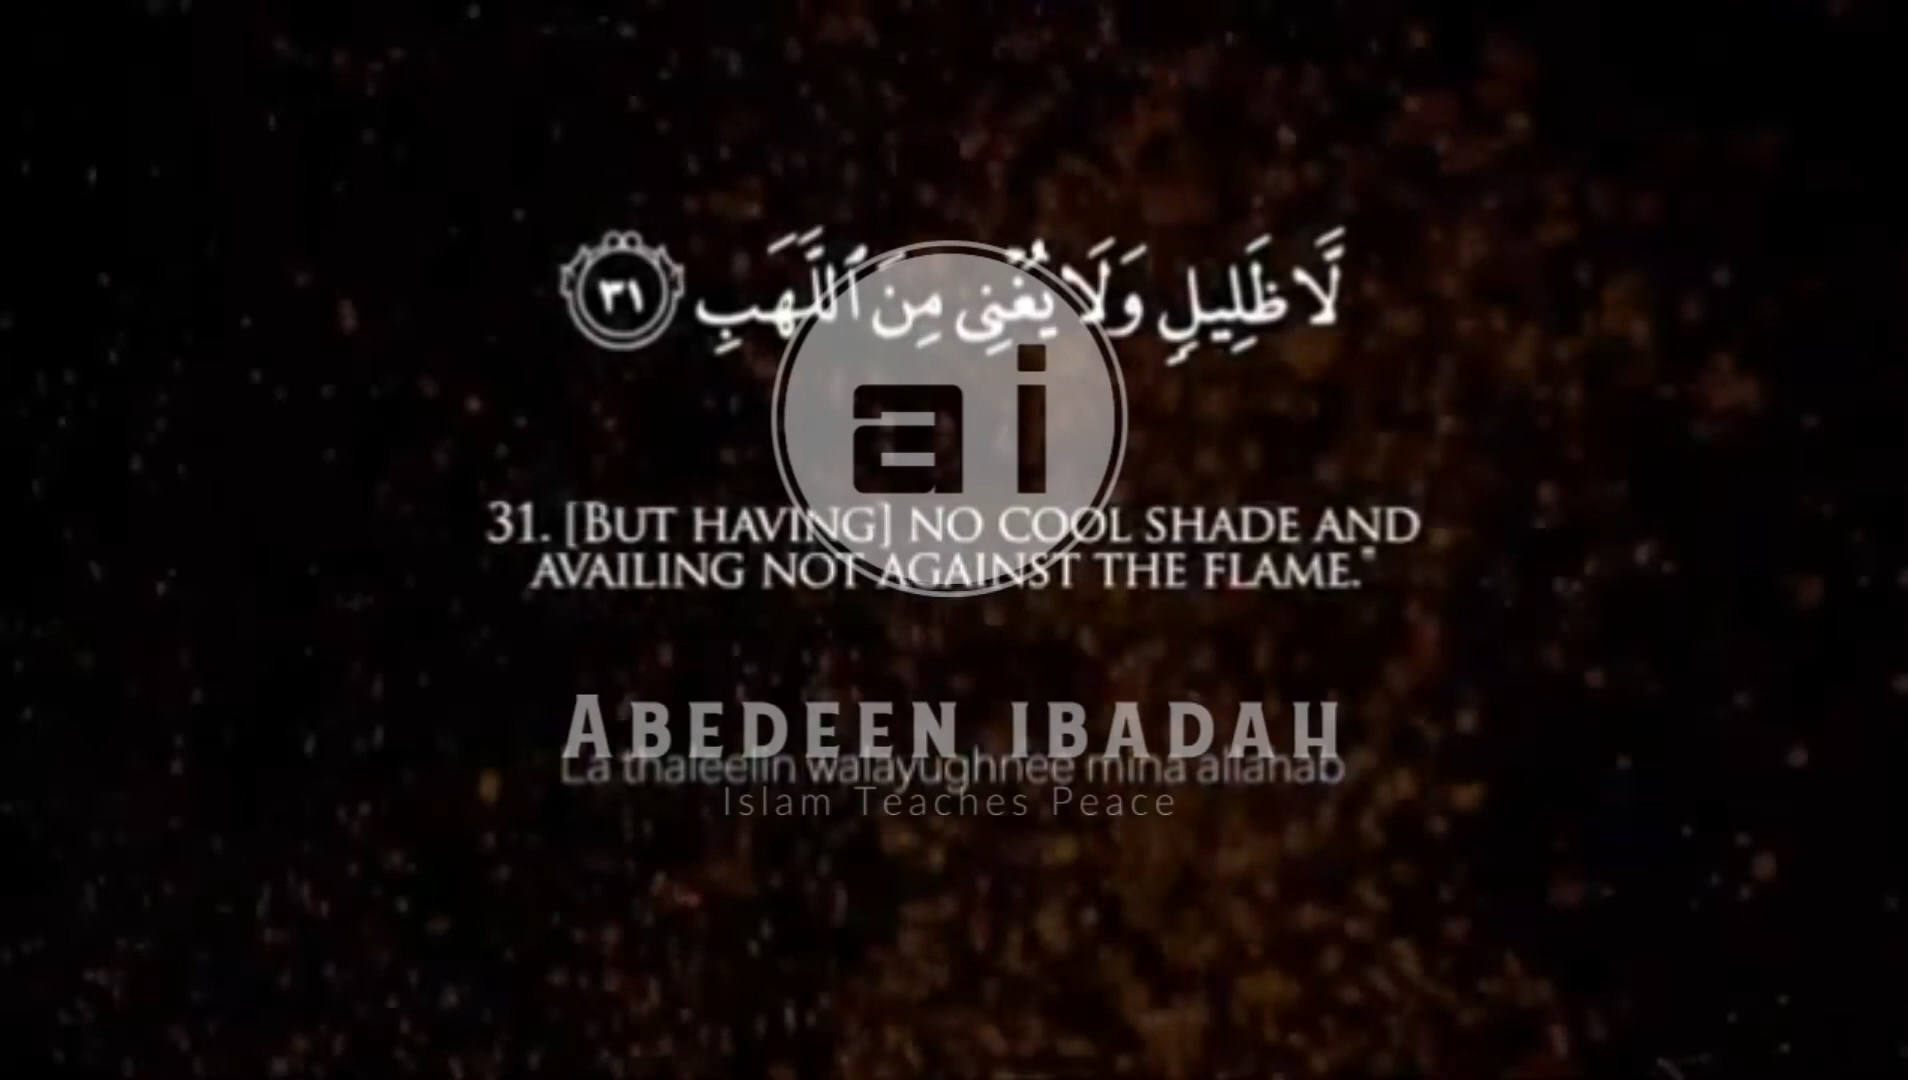 لَّا ظَلِيلٍ وَلَا يُغْنِى مِنَ ٱللَّهَبِ ٣١
ai
31. [BUT HAVING] NO COOL SHADE AND
AVAILING NOT AGAINST THE FLAME."
ABEDEEN IBADAH
La thaleelin walayughnee mina allahab
Islam Teaches Peace